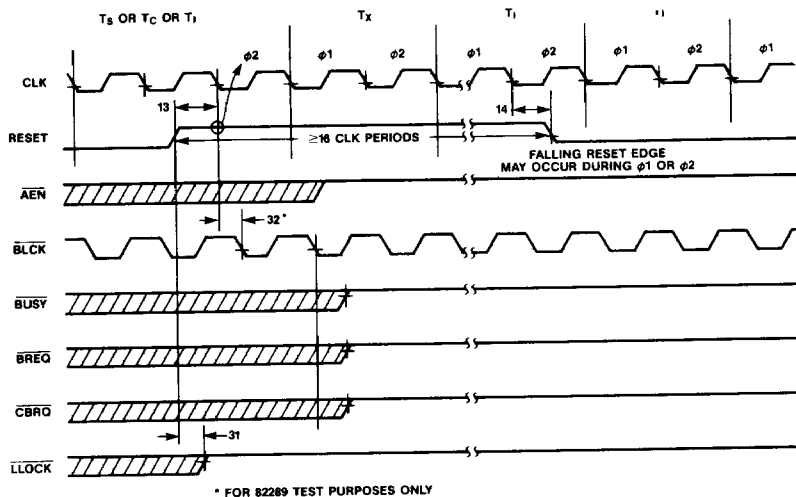 TS OR TC OR TI TX TI TI
φ2 φ1 φ2 φ1 φ2 φ1 φ2 φ1
CLK
13 14
RESET
≥16 CLK PERIODS
FALLING RESET EDGE
MAY OCCUR DURING φ1 OR φ2
AEN
32*
BLCK
BUSY
BREQ
CBRQ
31
LLOCK
* FOR 82289 TEST PURPOSES ONLY